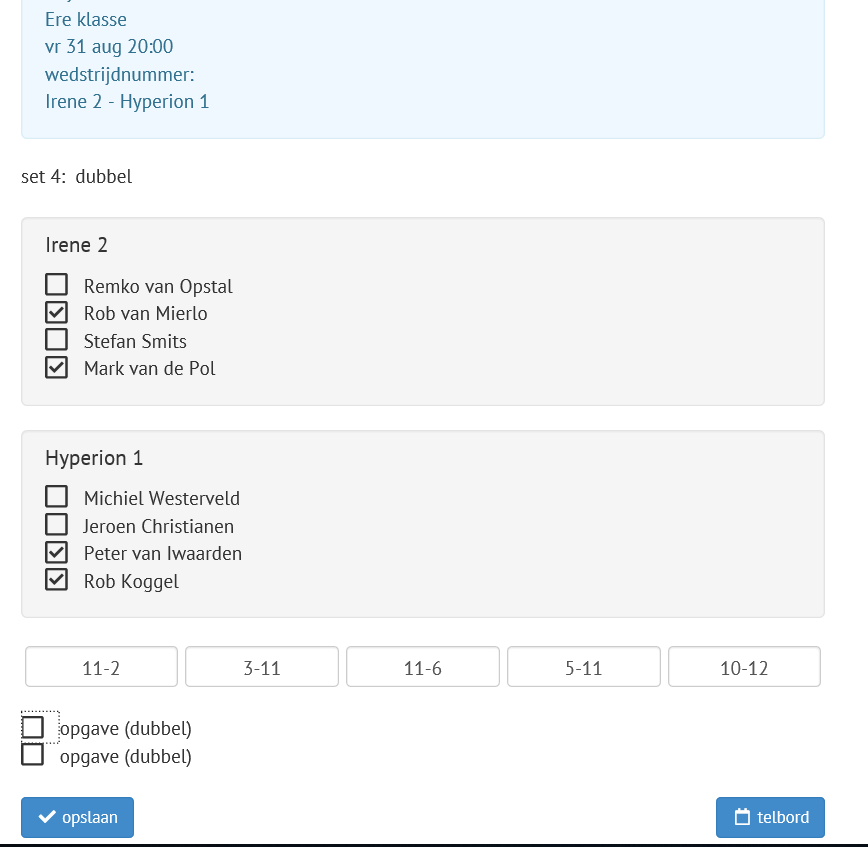 Ere klasse
vr 31 aug 20:00
wedstrijdnummer:
Irene 2 - Hyperion 1
set 4: dubbel
Irene 2
Remko van Opstal
Rob van Mierlo
Stefan Smits
Mark van de Pol
Hyperion 1
Michiel Westerveld
Jeroen Christianen
Peter van Iwaarden
Rob Koggel
11-2 3-11 11-6 5-11 10-12
opgave (dubbel)
opgave (dubbel)
opslaan telbord